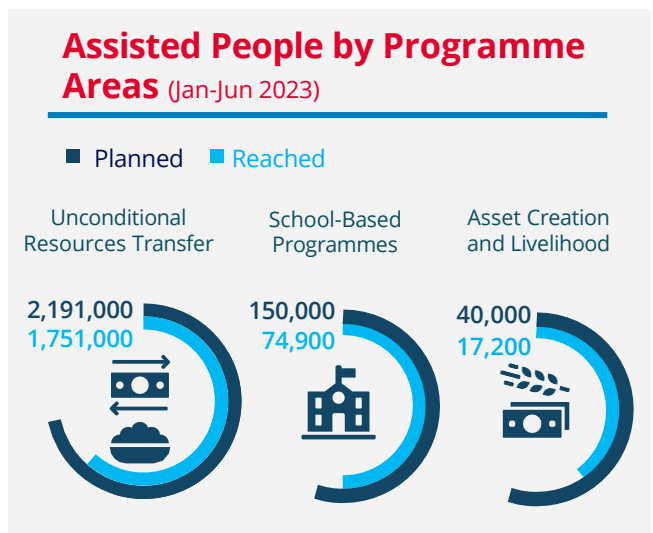 Assisted People by Programme
Areas (Jan-Jun 2023)
Planned Reached
Unconditional
Resources Transfer
2,191,000
1,751,000
School-Based
Programmes
150,000
74,900
Asset Creation
and Livelihood
40,000
17,200